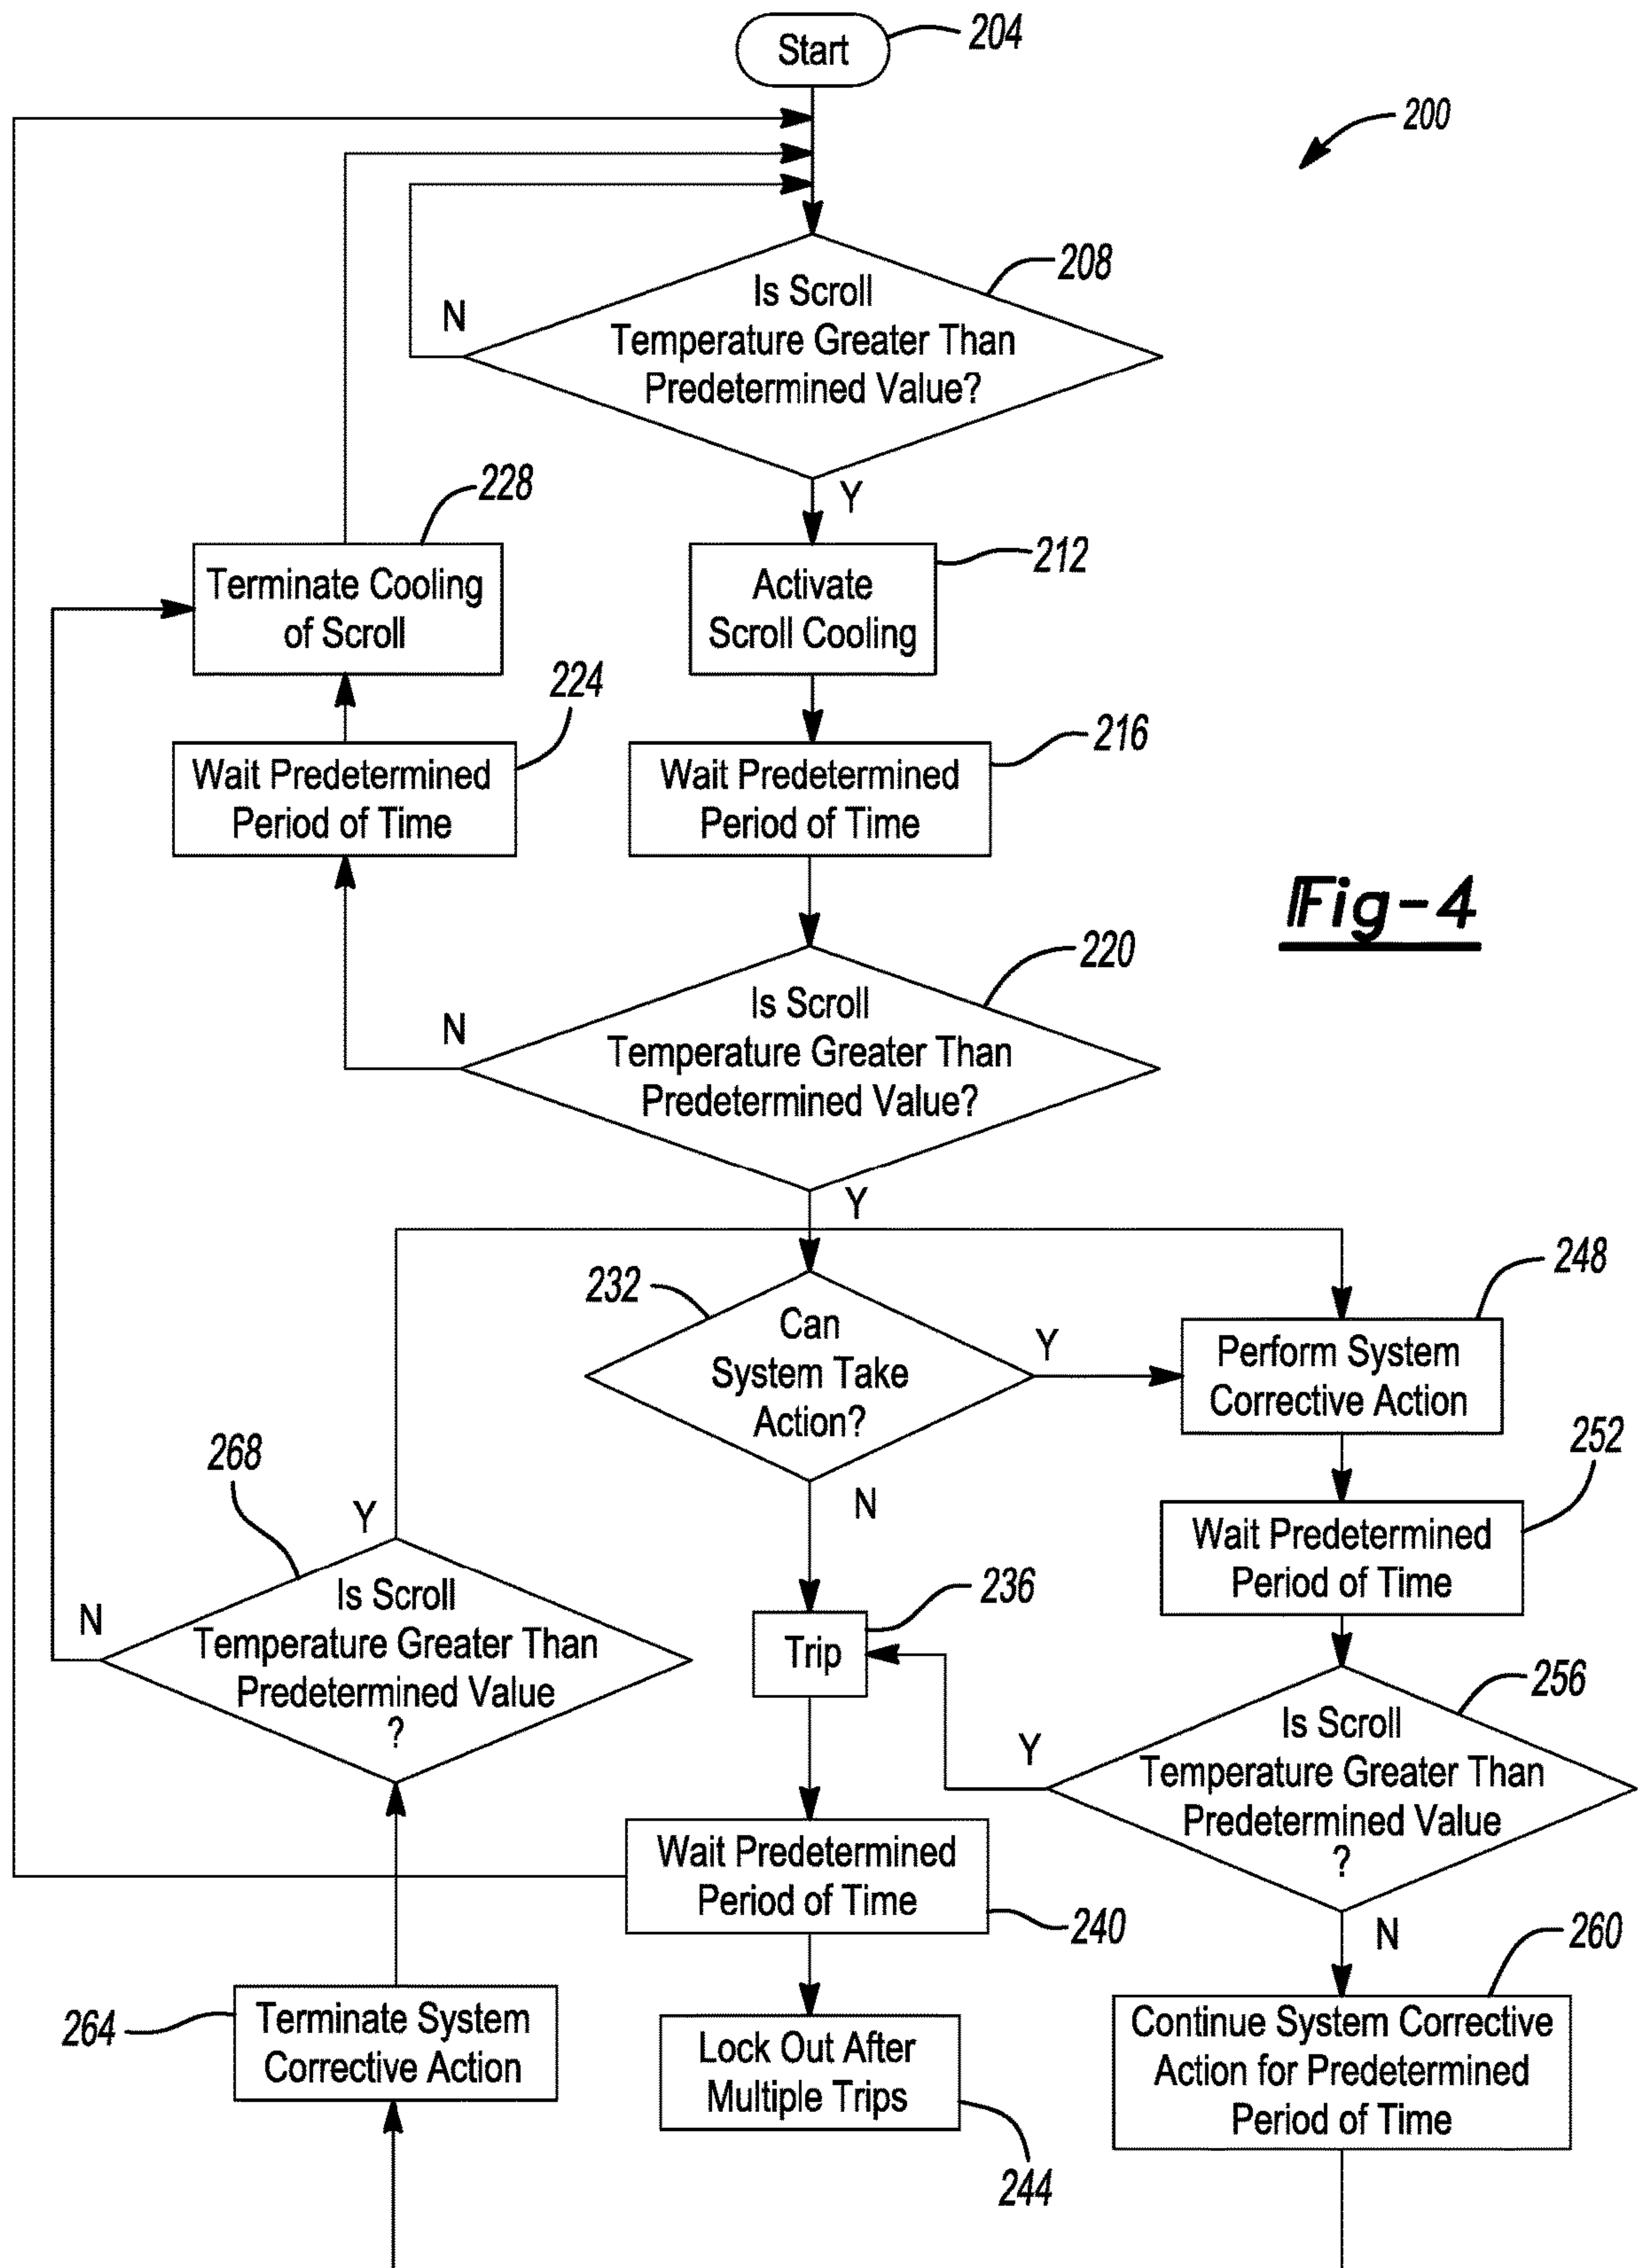 Start
204
200
Is Scroll
Temperature Greater Than
Predetermined Value?
208
N
Y
228
Terminate Cooling
of Scroll
Activate
Scroll Cooling
212
224
Wait Predetermined
Period of Time
Wait Predetermined
Period of Time
216
Fig-4
Is Scroll
Temperature Greater Than
Predetermined Value?
220
N
Y
232
Can
System Take
Action?
Y
N
248
Perform System
Corrective Action
252
Wait Predetermined
Period of Time
268
Y
N
Is Scroll
Temperature Greater Than
Predetermined Value
?
236
Trip
256
Y
Is Scroll
Temperature Greater Than
Predetermined Value
?
N
Wait Predetermined
Period of Time
240
260
264
Terminate System
Corrective Action
Lock Out After
Multiple Trips
244
Continue System Corrective
Action for Predetermined
Period of Time